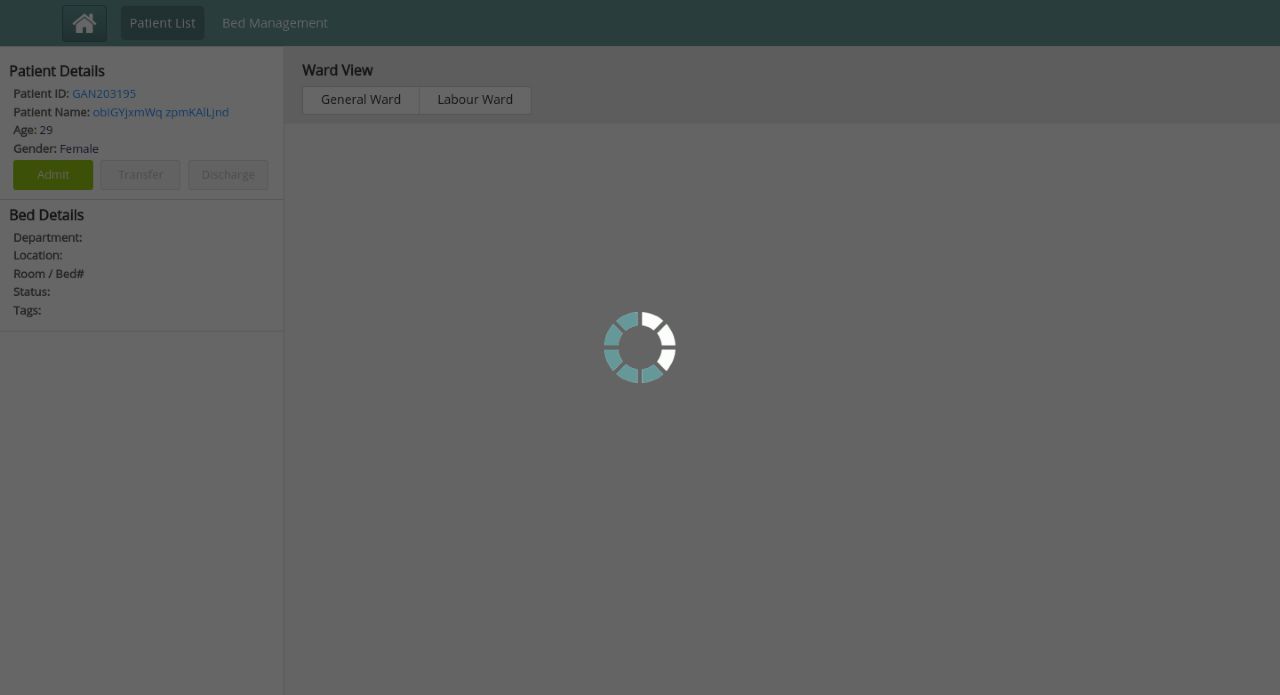 Patient List Bed Management
Patient Details
Patient ID: GAN203195
Patient Name: obiGYjxmWq zpmKAlLjnd
Age: 29
Gender: Female
Admit Transfer Discharge
Bed Details
Department:
Location:
Room / Bed#
Status:
Tags:
Ward View
General Ward Labour Ward